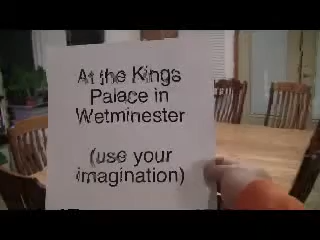 At the Kings
Palace in
Wetminester
(use your
imagination)